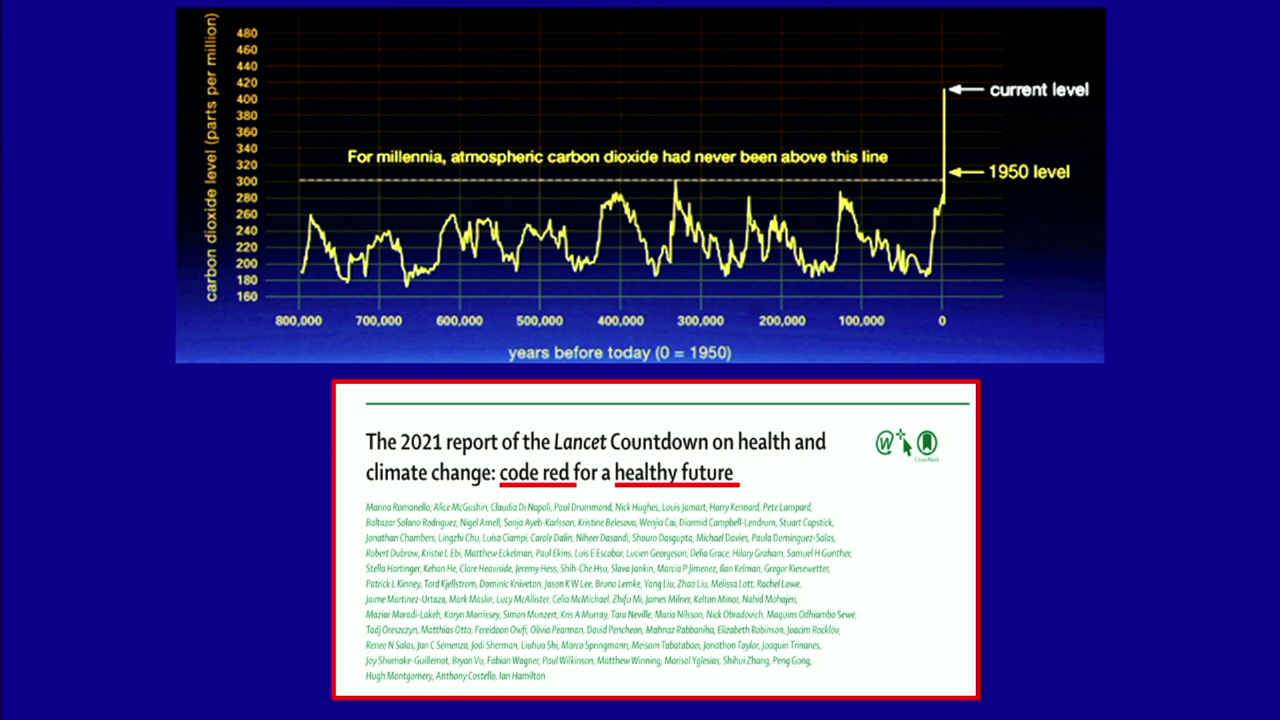 carbon dioxide level (parts per million)
480
460
440
420
400
380
360
340
320
300
280
260
240
220
200
180
160
current level
For millennia, atmospheric carbon dioxide had never been above this line
1950 level
800,000 700,000 600,000 500,000 400,000 300,000 200,000 100,000 0
years before today (0 = 1950)
The 2021 report of the Lancet Countdown on health and
climate change: code red for a healthy future
CrossMark
Marina Romanello, Alice McGushin, Claudia Di Napoli, Paul Drummond, Nick Hughes, Louis Jamart, Harry Kennard, Pete Lampard,
Baltazar Solano Rodriguez, Nigel Arnell, Sonja Ayeb-Karlsson, Kristine Belesova, Wenjia Cai, Diarmid Campbell-Lendrum, Stuart Capstick,
Jonathan Chambers, Lingzhi Chu, Luisa Ciampi, Carole Dalin, Niheer Dasandi, Shouro Dasgupta, Michael Davies, Paula Dominguez-Salas,
Robert Dubrow, Kristie L Ebi, Matthew Eckelman, Paul Ekins, Luis E Escobar, Lucien Georgeson, Delia Grace, Hilary Graham, Samuel H Gunther,
Stella Hartinger, Kehan He, Clare Heaviside, Jeremy Hess, Shih-Che Hsu, Slava Jankin, Marcia P Jimenez, Ilan Kelman, Gregor Kiesewetter,
Patrick L Kinney, Tord Kjellstrom, Dominic Kniveton, Jason K W Lee, Bruno Lemke, Yang Liu, Zhao Liu, Melissa Lott, Rachel Lowe,
Jaime Martinez-Urtaza, Mark Maslin, Lucy McAllister, Celia McMichael, Zhifu Mi, James Milner, Kelton Minor, Nahid Mohajeri,
Maziar Moradi-Lakeh, Karyn Morrissey, Simon Munzert, Kris A Murray, Tara Neville, Maria Nilsson, Nick Obradovich, Maquins Odhiambo Sewe,
Tadj Oreszczyn, Matthias Otto, Fereidoon Owfi, Olivia Pearman, David Pencheon, Mahnaz Rabbaniha, Elizabeth Robinson, Joacim Rocklöv,
Renee N Salas, Jan C Semenza, Jodi Sherman, Liuhua Shi, Marco Springmann, Meisam Tabatabaei, Jonathon Taylor, Joaquin Trinanes,
Joy Shumake-Guillemot, Bryan Vu, Fabian Wagner, Paul Wilkinson, Matthew Winning, Marisol Yglesias, Shihui Zhang, Peng Gong,
Hugh Montgomery, Anthony Costello, Ian Hamilton